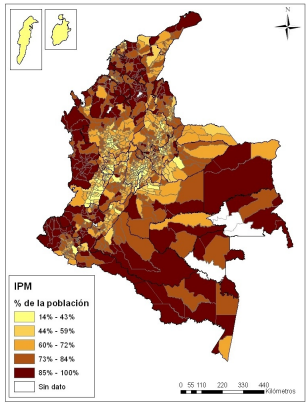 N
IPM
% de la población
14% - 43%
44% - 59%
60% - 72%
73% - 84%
85% - 100%
Sin dato
0 55 110 220 330 440
Kilómetros